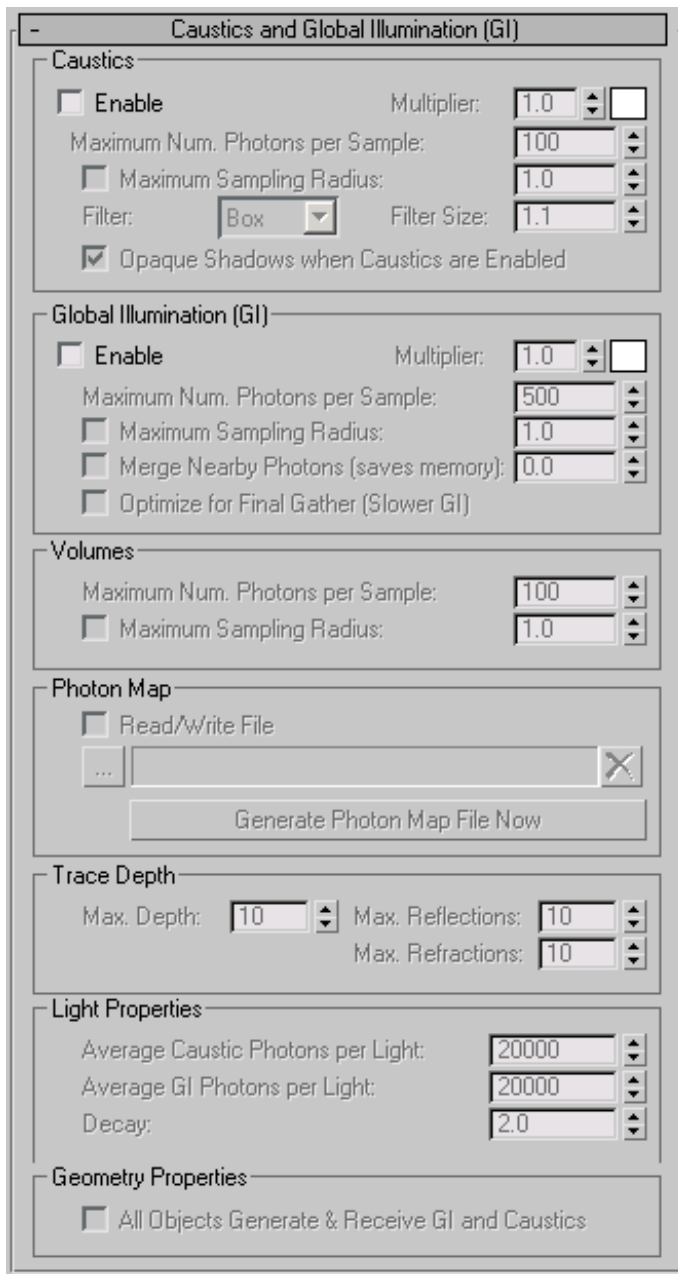 - Caustics and Global Illumination (GI)
Caustics
Enable Multiplier: 1.0
Maximum Num. Photons per Sample: 100
Maximum Sampling Radius: 1.0
Filter: Box Filter Size: 1.1
Opaque Shadows when Caustics are Enabled
Global Illumination (GI)
Enable Multiplier: 1.0
Maximum Num. Photons per Sample: 500
Maximum Sampling Radius: 1.0
Merge Nearby Photons (saves memory): 0.0
Optimize for Final Gather (Slower GI)
Volumes
Maximum Num. Photons per Sample: 100
Maximum Sampling Radius: 1.0
Photon Map
Read/Write File
...
Generate Photon Map File Now
Trace Depth
Max. Depth: 10 Max. Reflections: 10
Max. Refractions: 10
Light Properties
Average Caustic Photons per Light: 20000
Average GI Photons per Light: 20000
Decay: 2.0
Geometry Properties
All Objects Generate & Receive GI and Caustics